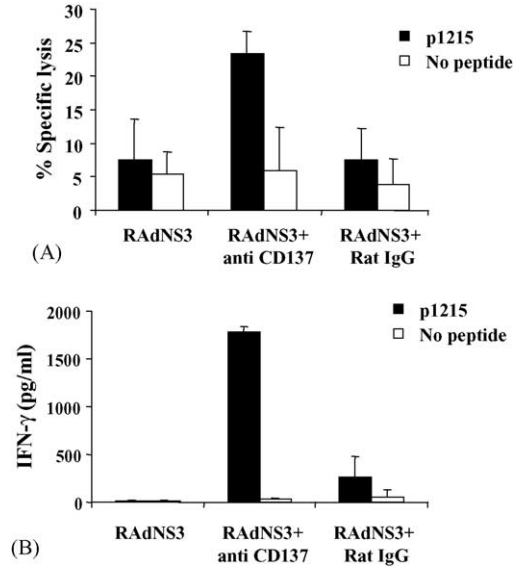 30
25
20
15
10
5
0
% Specific lysis
p1215
No peptide
RAdNS3
RAdNS3+
anti CD137
RAdNS3+
Rat IgG
(A)
2000
1500
1000
500
0
IFN-γ (pg/ml)
p1215
No peptide
RAdNS3
RAdNS3+
anti CD137
RAdNS3+
Rat IgG
(B)